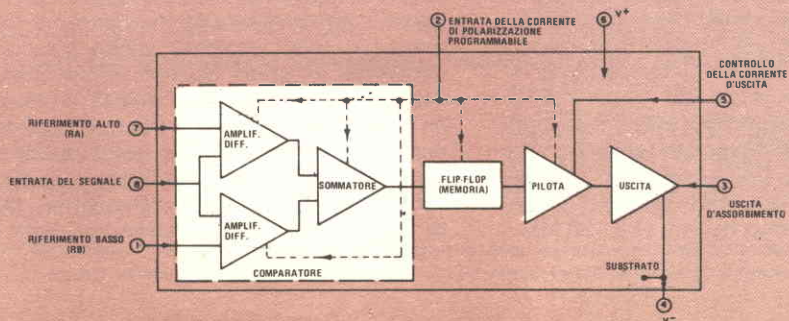 ② ENTRATA DELLA CORRENTE
DI POLARIZZAZIONE
PROGRAMMABILE
⑥ V+
CONTROLLO
DELLA CORRENTE
D'USCITA
⑤
RIFERIMENTO ALTO
(RA)
⑦
AMPLIF.
DIFF.
ENTRATA DEL SEGNALE ⑧
SOMMATORE
FLIP-FLOP
(MEMORIA)
PILOTA
USCITA
③
USCITA
D'ASSORBIMENTO
RIFERIMENTO BASSO
(RB)
①
AMPLIF.
DIFF.
COMPARATORE
SUBSTRATO
④
V-